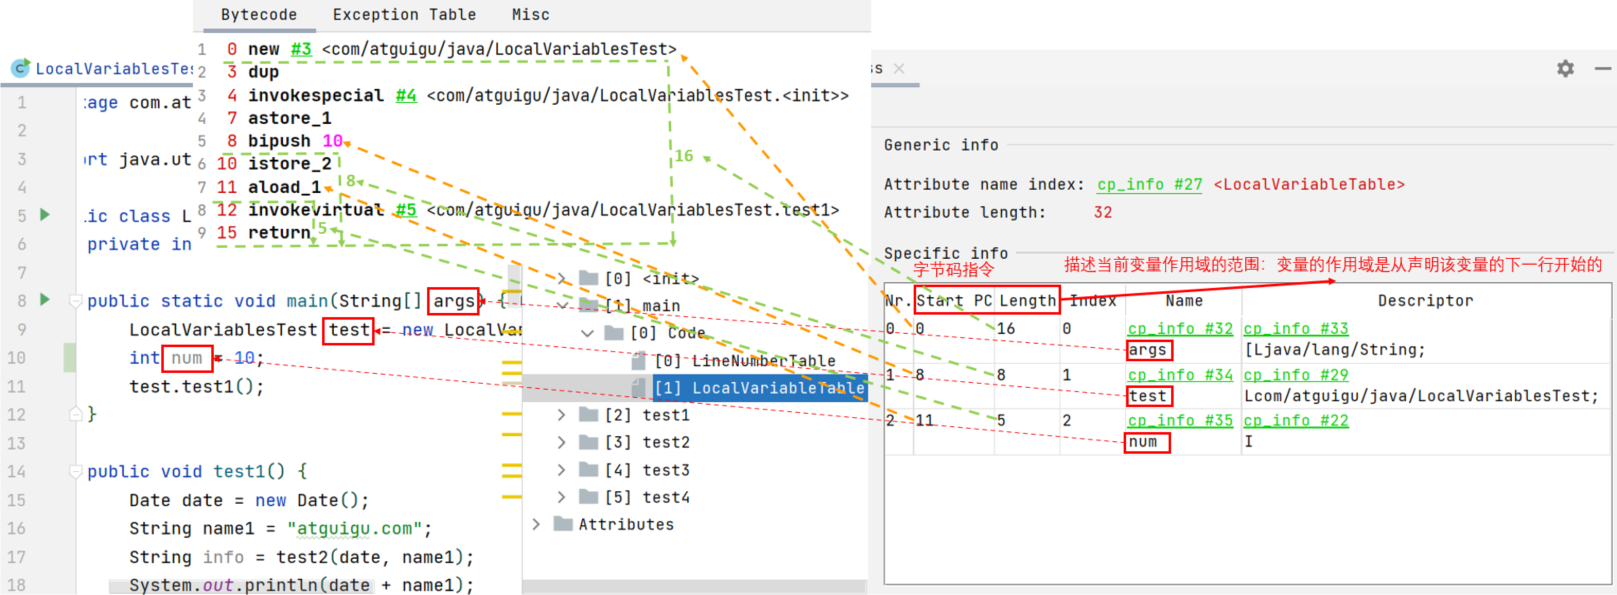 Bytecode Exception Table Misc
1 0 new #3 <com/atguigu/java/LocalVariablesTest>
2 3 dup
3 4 invokespecial #4 <com/atguigu/java/LocalVariablesTest.<init>>
4 7 astore_1
5 8 bipush 10
6 10 istore_2
7 11 aload_1
8 12 invokevirtual #5 <com/atguigu/java/LocalVariablesTest.test1>
9 15 return
16
8
5
LocalVariablesTes
1 age com.at
2
3 rt java.ut
4
5 lic class L
6 private in
7
8 public static void main(String[] args) {
9 LocalVariablesTest test = new LocalVar
10 int num = 10;
11 test.test1();
12 }
13
14 public void test1() {
15 Date date = new Date();
16 String name1 = "atguigu.com";
17 String info = test2(date, name1);
18 System.out.println(date + name1);
[0] <init>
[1] main
[0] Code
[0] LineNumberTable
[1] LocalVariableTable
[2] test1
[3] test2
[4] test3
[5] test4
Attributes
ss
Generic info
Attribute name index: cp_info #27 <LocalVariableTable>
Attribute length: 32
Specific info
字节码指令
描述当前变量作用域的范围：变量的作用域是从声明该变量的下一行开始的
Nr. Start PC Length Index Name Descriptor
0 0 16 0 cp_info #32 cp_info #33
args [Ljava/lang/String;
1 8 8 1 cp_info #34 cp_info #29
test Lcom/atguigu/java/LocalVariablesTest;
2 11 5 2 cp_info #35 cp_info #22
num I